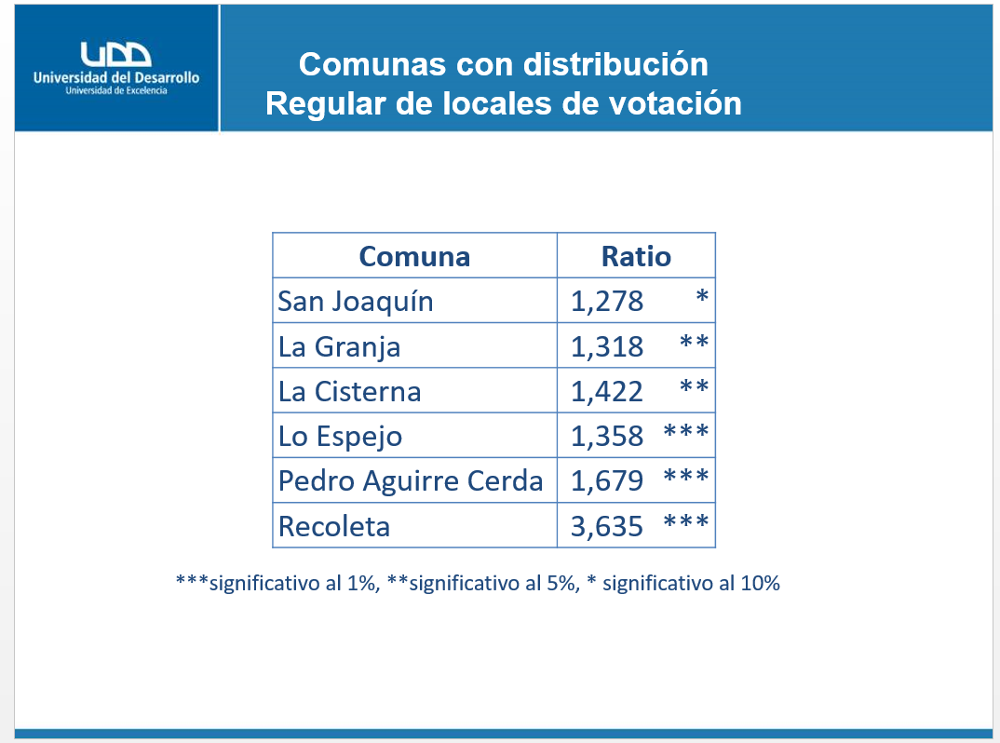 UDD
Universidad del Desarrollo
Universidad de Excelencia
Comunas con distribución
Regular de locales de votación
Comuna Ratio
San Joaquín 1,278 *
La Granja 1,318 **
La Cisterna 1,422 **
Lo Espejo 1,358 ***
Pedro Aguirre Cerda 1,679 ***
Recoleta 3,635 ***
***significativo al 1%, **significativo al 5%, * significativo al 10%